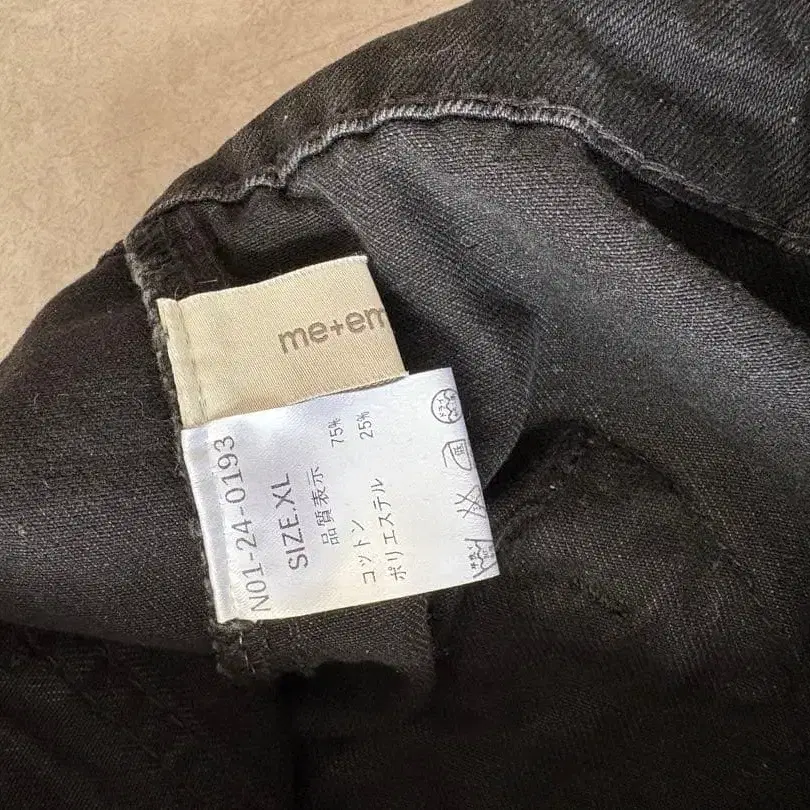 me+em
N01-24-0193
SIZE.XL
品質表示
コットン 75%
ポリエステル 25%